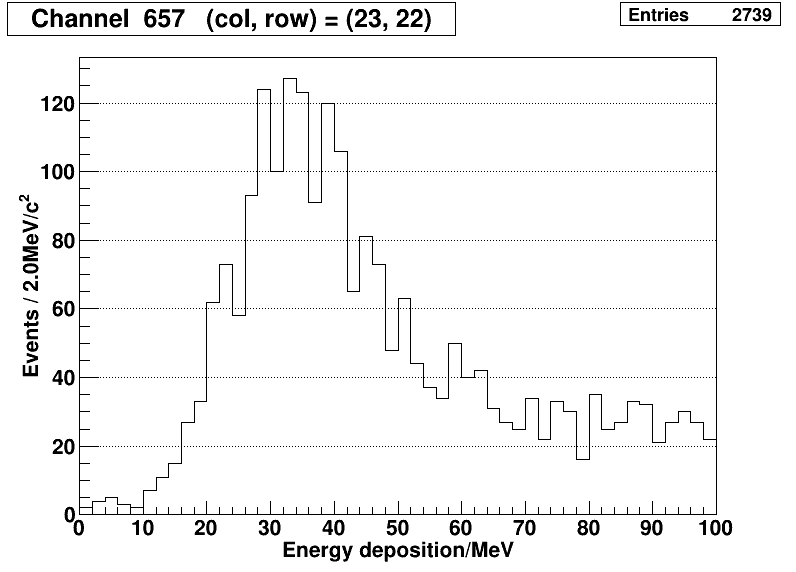 Channel 657 (col, row) = (23, 22)
Entries 2739
Events / 2.0MeV/c²
120
100
80
60
40
20
0
0 10 20 30 40 50 60 70 80 90 100
Energy deposition/MeV